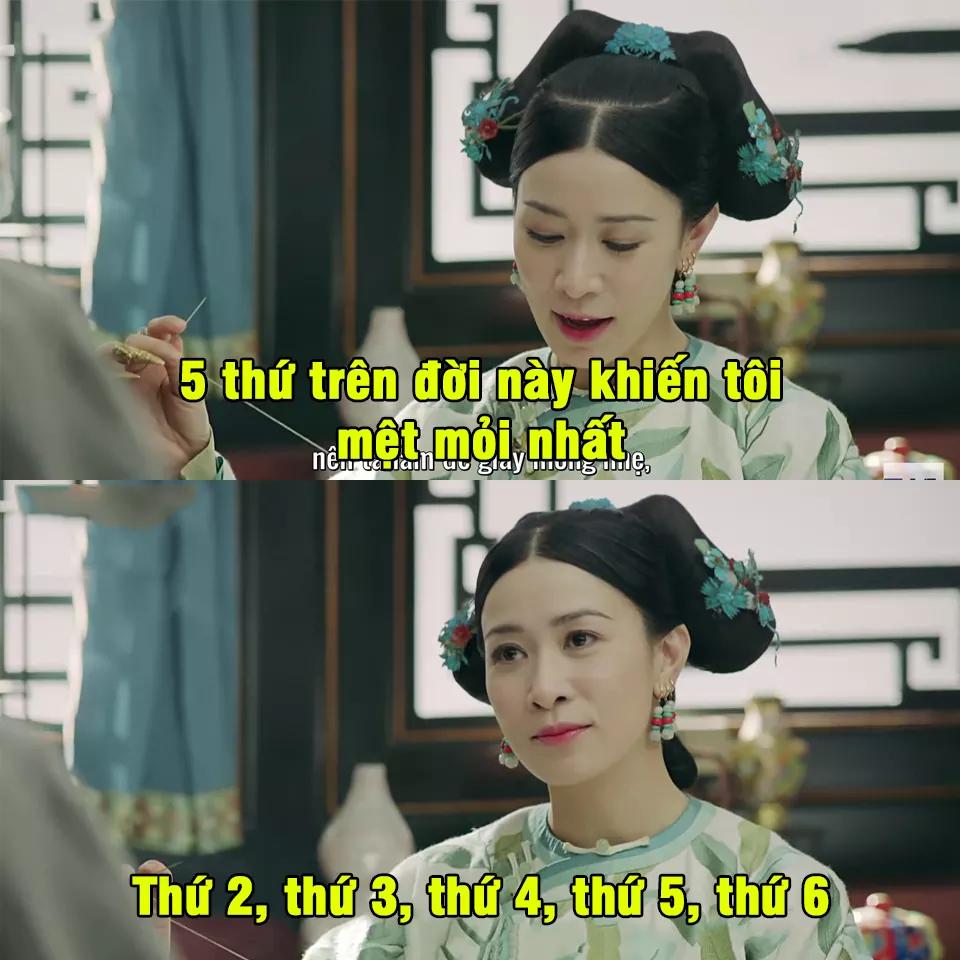 5 thứ trên đời này khiến tôi
mệt mỏi nhất
nên
Thứ 2, thứ 3, thứ 4, thứ 5, thứ 6